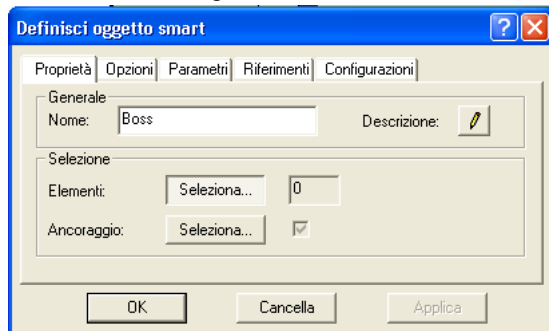 Definisci oggetto smart
Proprietà Opzioni Parametri Riferimenti Configurazioni
Generale
Nome: Boss Descrizione:
Selezione
Elementi: Seleziona... 0
Ancoraggio: Seleziona...
OK Cancella Applica